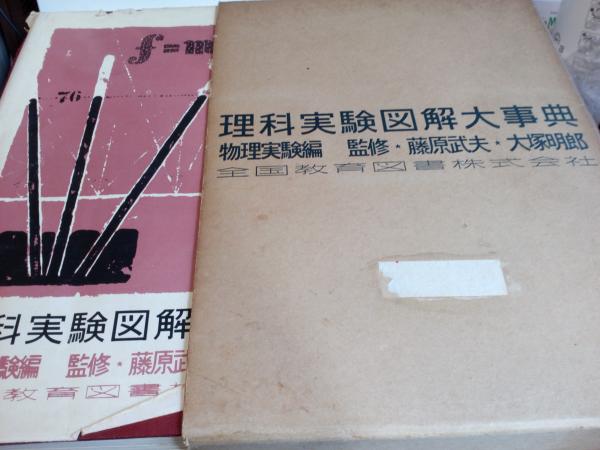 f=m
76
科実験図解
験編 監修★藤原武
教育図書株
理科実験図解大事典
物理実験編 監修★藤原武夫★大塚明郎
全国教育図書株式会社